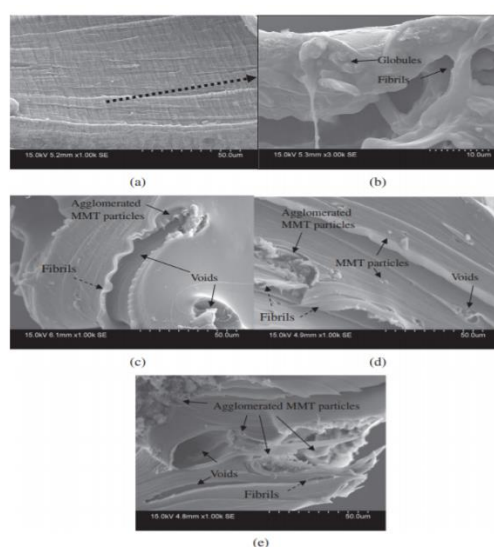 15.0kV 5.2mm x1.00k SE 50.0um
(a)
Globules
Fibrils
15.0kV 5.3mm x3.00k SE 10.0um
(b)
Agglomerated
MMT particles
Fibrils
Voids
15.0kV 6.1mm x1.00k SE 50.0um
(c)
Agglomerated
MMT particles
MMT particles
Voids
Fibrils
15.0kV 4.9mm x1.00k SE 50.0um
(d)
Agglomerated MMT particles
Voids
Fibrils
15.0kV 4.8mm x1.00k SE 50.0um
(e)